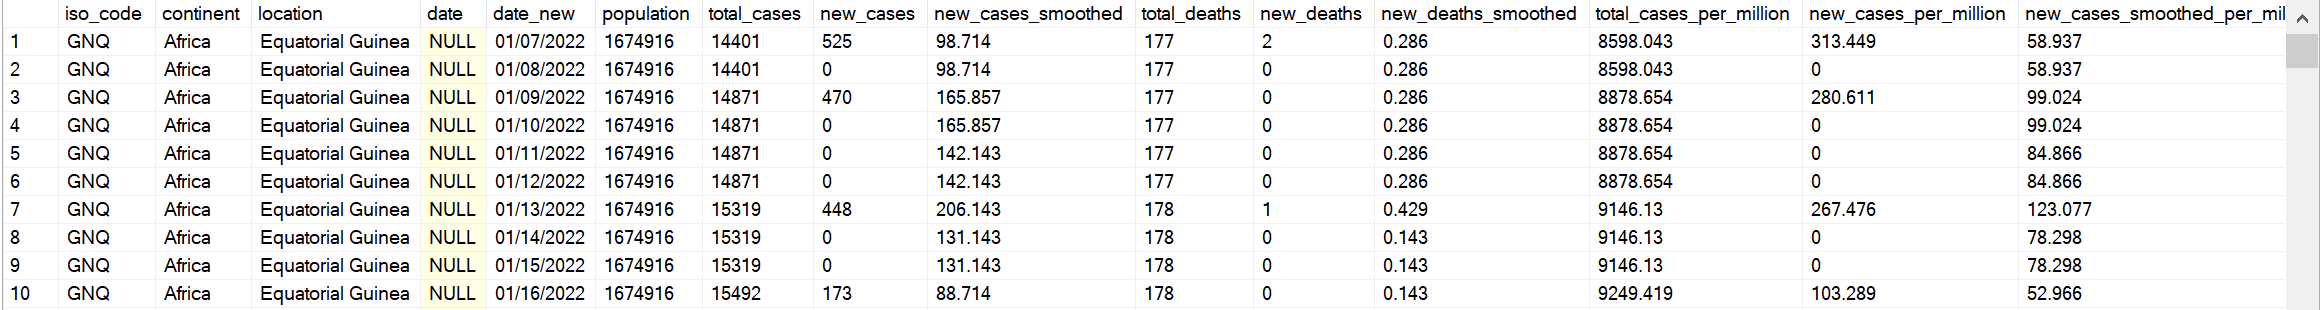 iso_code continent location date date_new population total_cases new_cases new_cases_smoothed total_deaths new_deaths new_deaths_smoothed total_cases_per_million new_cases_per_million new_cases_smoothed_per_mil
1 GNQ Africa Equatorial Guinea NULL 01/07/2022 1674916 14401 525 98.714 177 2 0.286 8598.043 313.449 58.937
2 GNQ Africa Equatorial Guinea NULL 01/08/2022 1674916 14401 0 98.714 177 0 0.286 8598.043 0 58.937
3 GNQ Africa Equatorial Guinea NULL 01/09/2022 1674916 14871 470 165.857 177 0 0.286 8878.654 280.611 99.024
4 GNQ Africa Equatorial Guinea NULL 01/10/2022 1674916 14871 0 165.857 177 0 0.286 8878.654 0 99.024
5 GNQ Africa Equatorial Guinea NULL 01/11/2022 1674916 14871 0 142.143 177 0 0.286 8878.654 0 84.866
6 GNQ Africa Equatorial Guinea NULL 01/12/2022 1674916 14871 0 142.143 177 0 0.286 8878.654 0 84.866
7 GNQ Africa Equatorial Guinea NULL 01/13/2022 1674916 15319 448 206.143 178 1 0.429 9146.13 267.476 123.077
8 GNQ Africa Equatorial Guinea NULL 01/14/2022 1674916 15319 0 131.143 178 0 0.143 9146.13 0 78.298
9 GNQ Africa Equatorial Guinea NULL 01/15/2022 1674916 15319 0 131.143 178 0 0.143 9146.13 0 78.298
10 GNQ Africa Equatorial Guinea NULL 01/16/2022 1674916 15492 173 88.714 178 0 0.143 9249.419 103.289 52.966